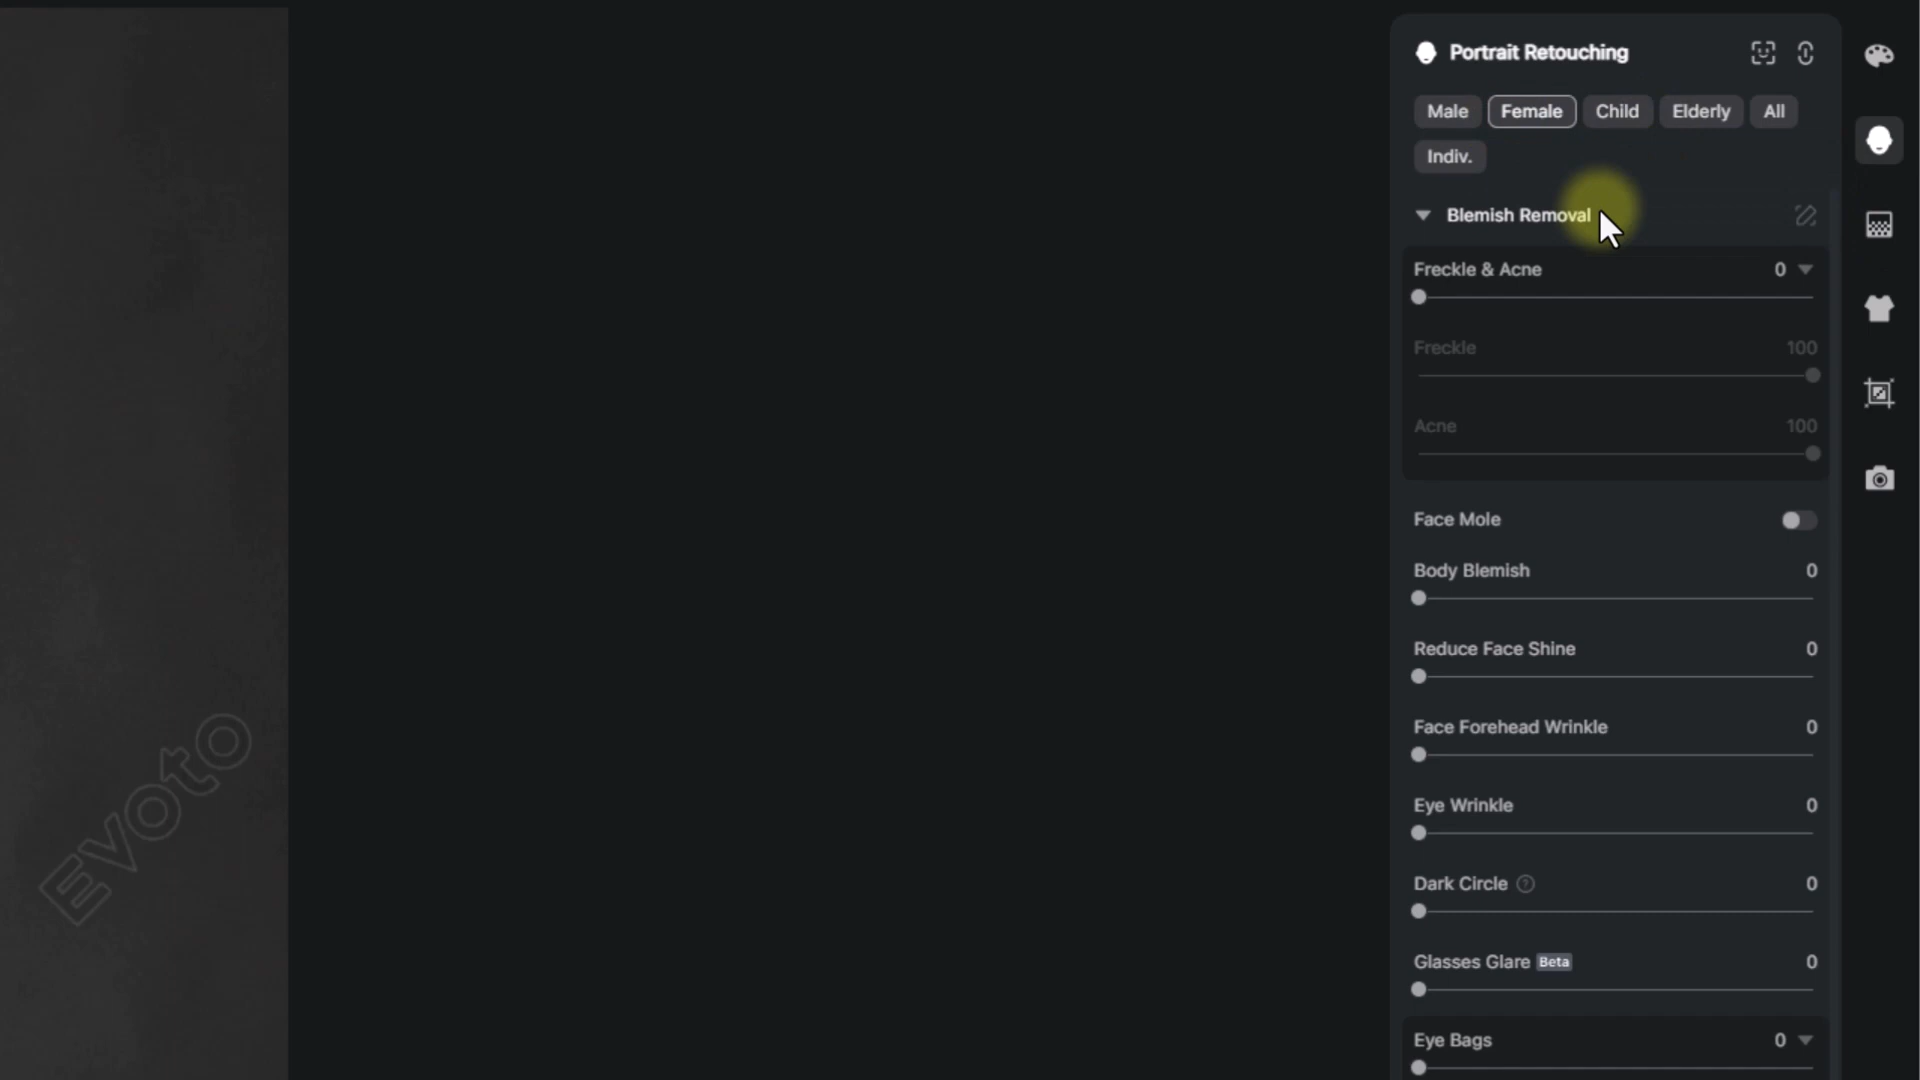 Portrait Retouching
Male Female Child Elderly All
Indiv.
Blemish Removal
Freckle & Acne 0
Freckle 100
Acne 100
Face Mole
Body Blemish 0
Reduce Face Shine 0
Face Forehead Wrinkle 0
Eye Wrinkle 0
Dark Circle ? 0
Glasses Glare Beta 0
Eye Bags 0
Evoto